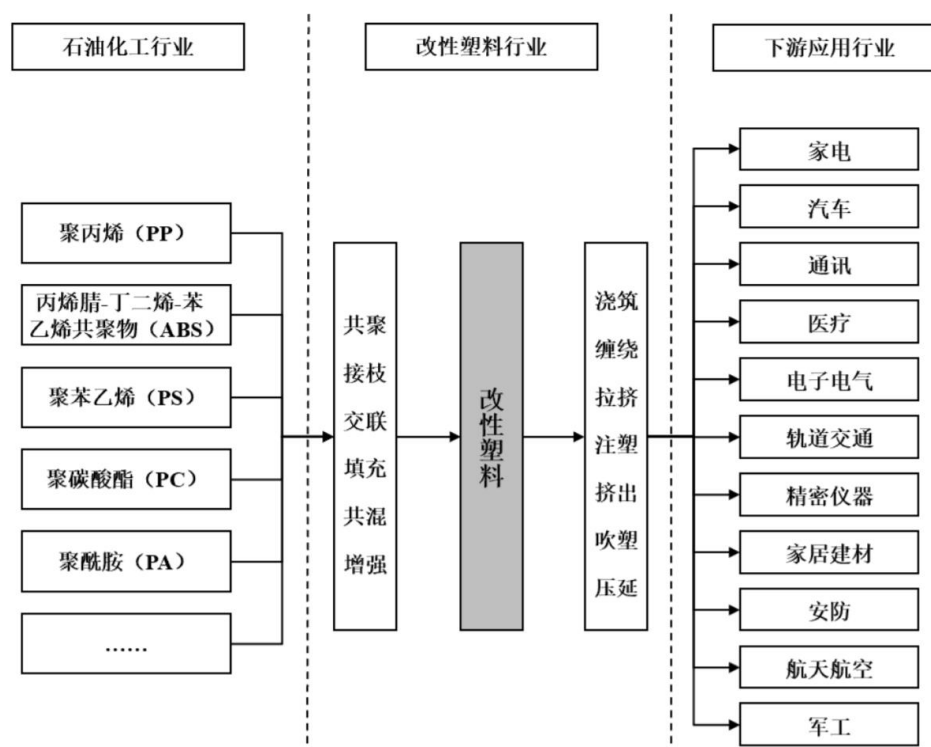 石油化工行业
改性塑料行业
下游应用行业
聚丙烯（PP）
丙烯腈-丁二烯-苯
乙烯共聚物（ABS）
聚苯乙烯（PS）
聚碳酸酯（PC）
聚酰胺（PA）
……
共聚
接枝
交联
填充
共混
增强
改性塑料
浇筑
缠绕
拉挤
注塑
挤出
吹塑
压延
家电
汽车
通讯
医疗
电子电气
轨道交通
精密仪器
家居建材
安防
航天航空
军工